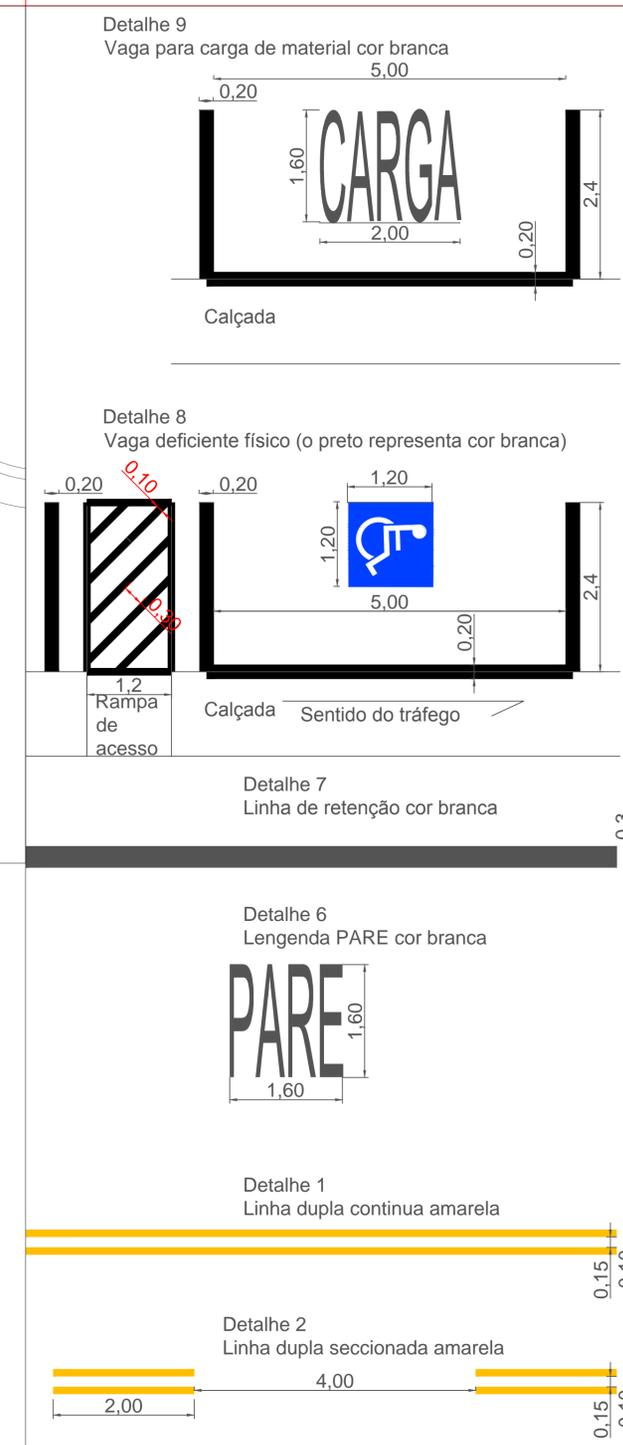 Detalhe 9
Vaga para carga de material cor branca
5,00
0,20
CARGA
1,60
2,00
0,20
2,4
Calçada
Detalhe 8
Vaga deficiente físico (o preto representa cor branca)
0,20
0,10
0,30
1,2
Rampa
de
acesso
0,20
1,20
1,20
5,00
0,20
2,4
Calçada
Sentido do tráfego
Detalhe 7
Linha de retenção cor branca
Detalhe 6
Lengenda PARE cor branca
PARE
1,60
1,60
Detalhe 1
Linha dupla continua amarela
0,15
Detalhe 2
Linha dupla seccionada amarela
4,00
2,00
0,15